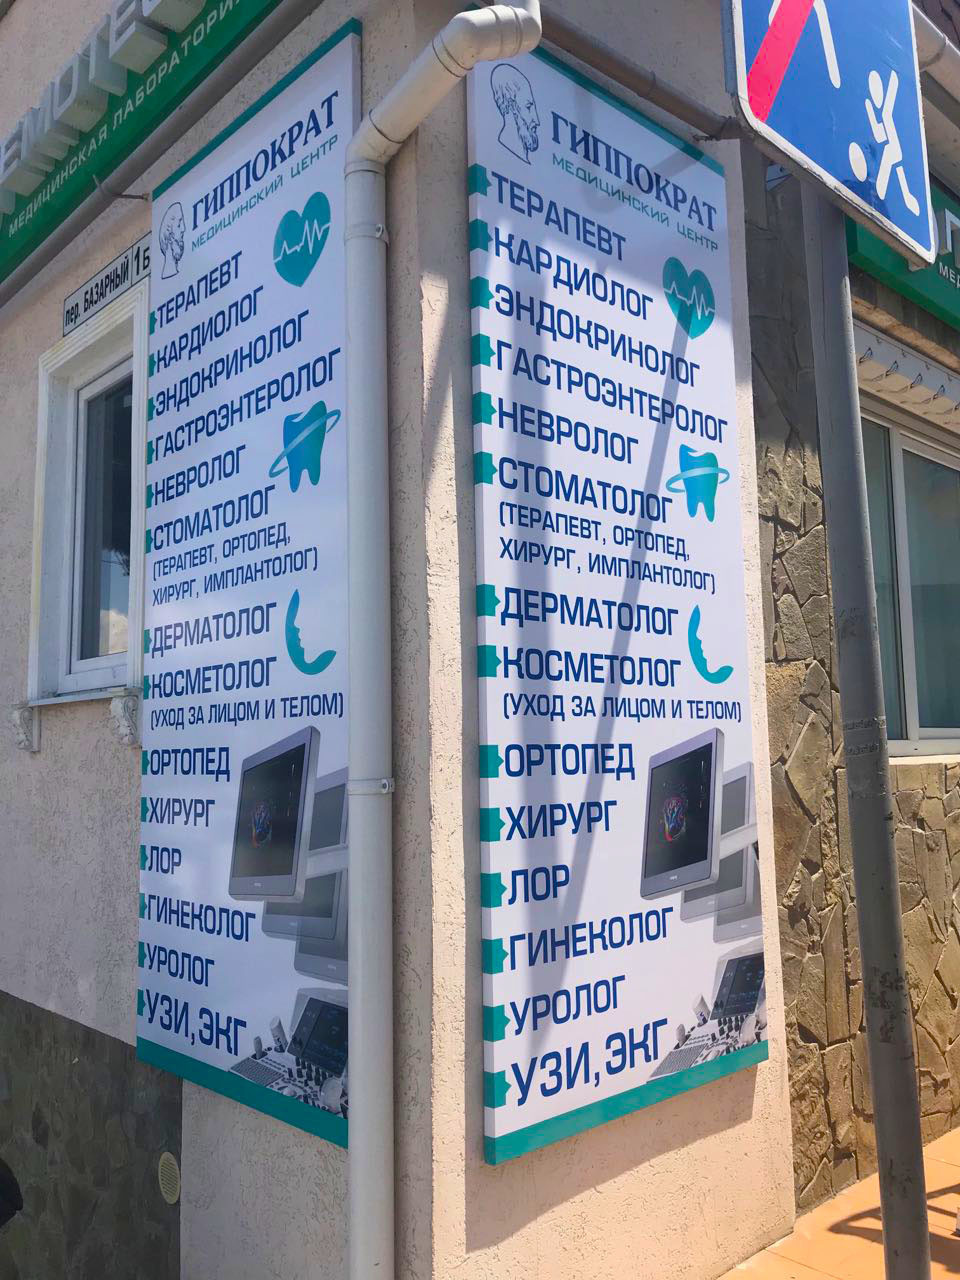 МЕДИЦИНСКАЯ ЛАБОРАТОРИЯ
пер. БАЗАРНЫЙ 1Б
ГИППОКРАТ
МЕДИЦИНСКИЙ ЦЕНТР
ТЕРАПЕВТ
КАРДИОЛОГ
ЭНДОКРИНОЛОГ
ГАСТРОЭНТЕРОЛОГ
НЕВРОЛОГ
СТОМАТОЛОГ
(ТЕРАПЕВТ, ОРТОПЕД,
ХИРУРГ, ИМПЛАНТОЛОГ)
ДЕРМАТОЛОГ
КОСМЕТОЛОГ
(УХОД ЗА ЛИЦОМ И ТЕЛОМ)
ОРТОПЕД
ХИРУРГ
ЛОР
ГИНЕКОЛОГ
УРОЛОГ
УЗИ, ЭКГ
ГИППОКРАТ
МЕДИЦИНСКИЙ ЦЕНТР
ТЕРАПЕВТ
КАРДИОЛОГ
ЭНДОКРИНОЛОГ
ГАСТРОЭНТЕРОЛОГ
НЕВРОЛОГ
СТОМАТОЛОГ
(ТЕРАПЕВТ, ОРТОПЕД,
ХИРУРГ, ИМПЛАНТОЛОГ)
ДЕРМАТОЛОГ
КОСМЕТОЛОГ
(УХОД ЗА ЛИЦОМ И ТЕЛОМ)
ОРТОПЕД
ХИРУРГ
ЛОР
ГИНЕКОЛОГ
УРОЛОГ
УЗИ, ЭКГ